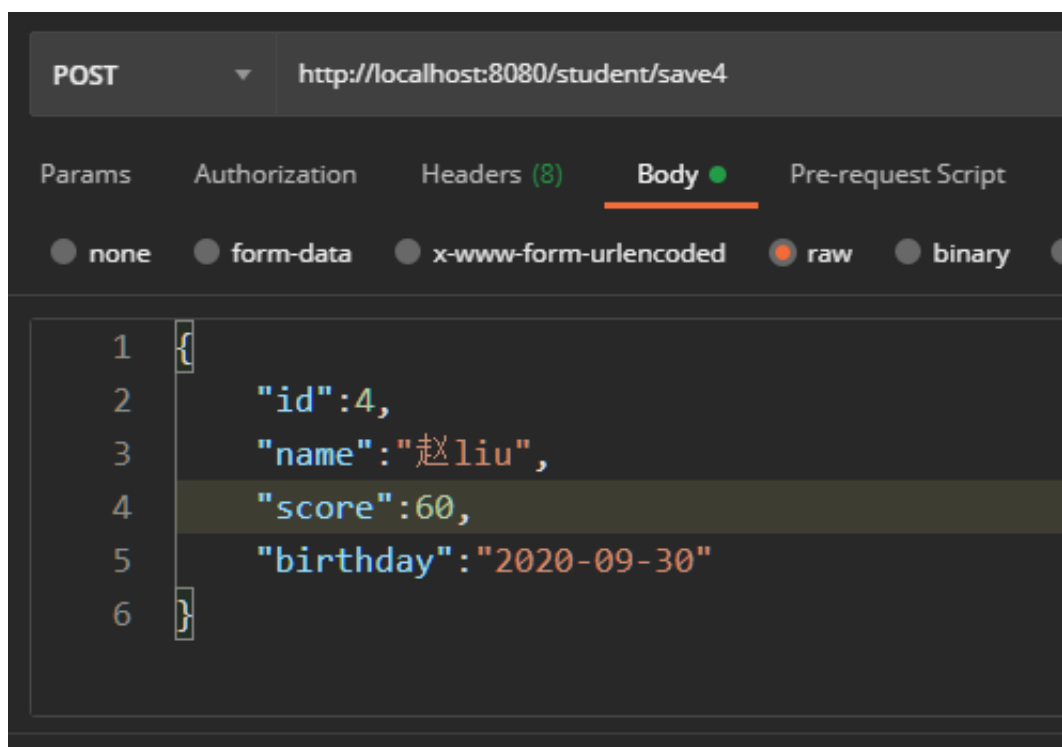 POST http://localhost:8080/student/save4
Params Authorization Headers (8) Body Pre-request Script
none form-data x-www-form-urlencoded raw binary
1 {
2 "id":4,
3 "name":"赵liu",
4 "score":60,
5 "birthday":"2020-09-30"
6 }